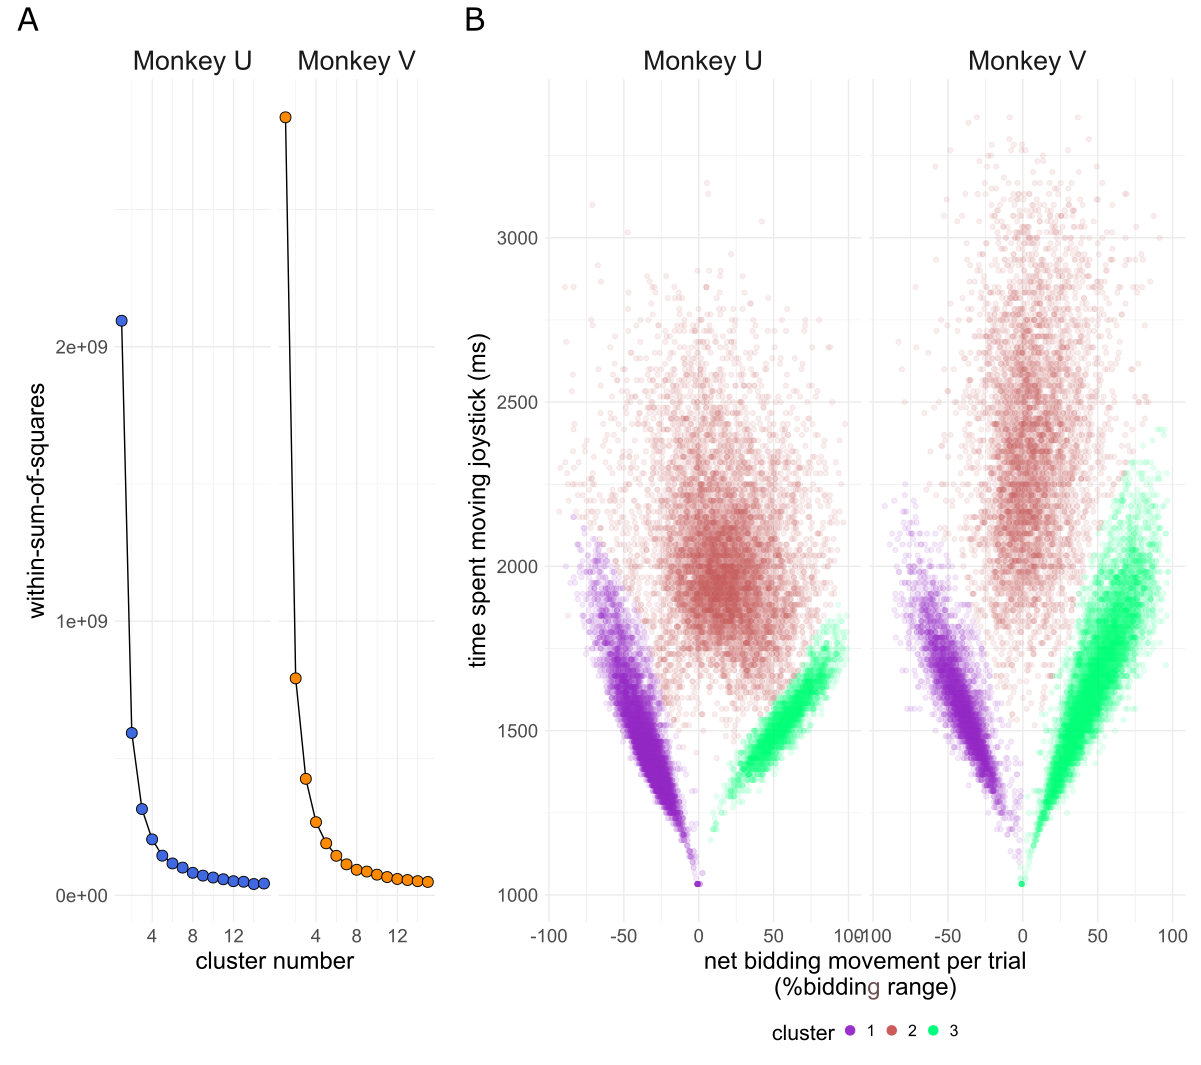 A
B
Monkey U
Monkey V
Monkey U
Monkey V
within-sum-of-squares
2e+09
1e+09
0e+00
4
8
12
4
8
12
cluster number
time spent moving joystick (ms)
3000
2500
2000
1500
1000
-100
-50
0
50
100
-100
-50
0
50
100
net bidding movement per trial
(%bidding range)
cluster
1
2
3